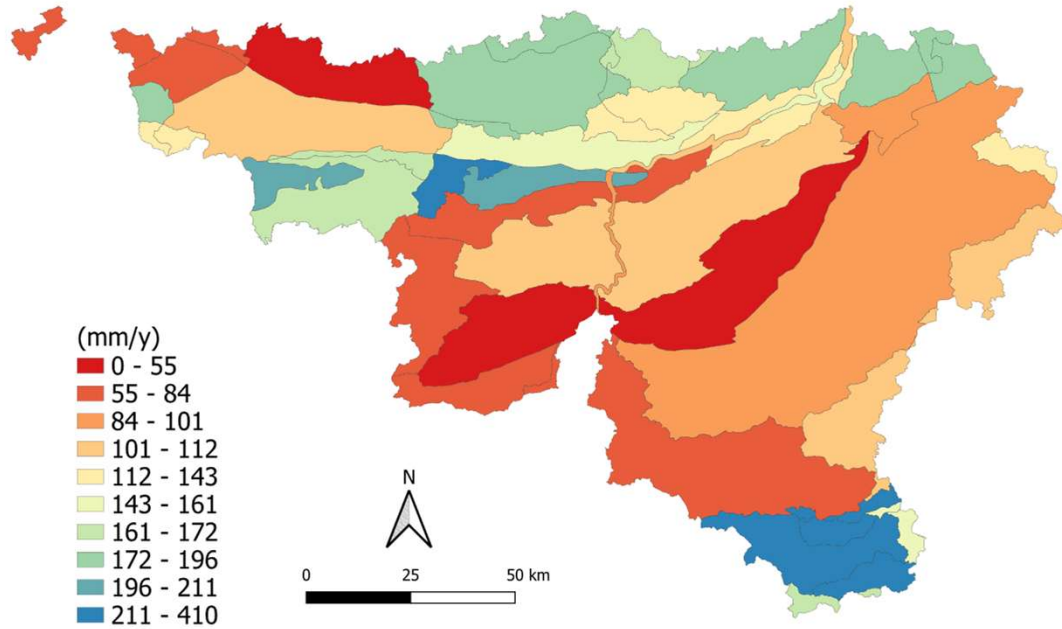 (mm/y)
0 - 55
55 - 84
84 - 101
101 - 112
112 - 143
143 - 161
161 - 172
172 - 196
196 - 211
211 - 410
N
0 25 50 km